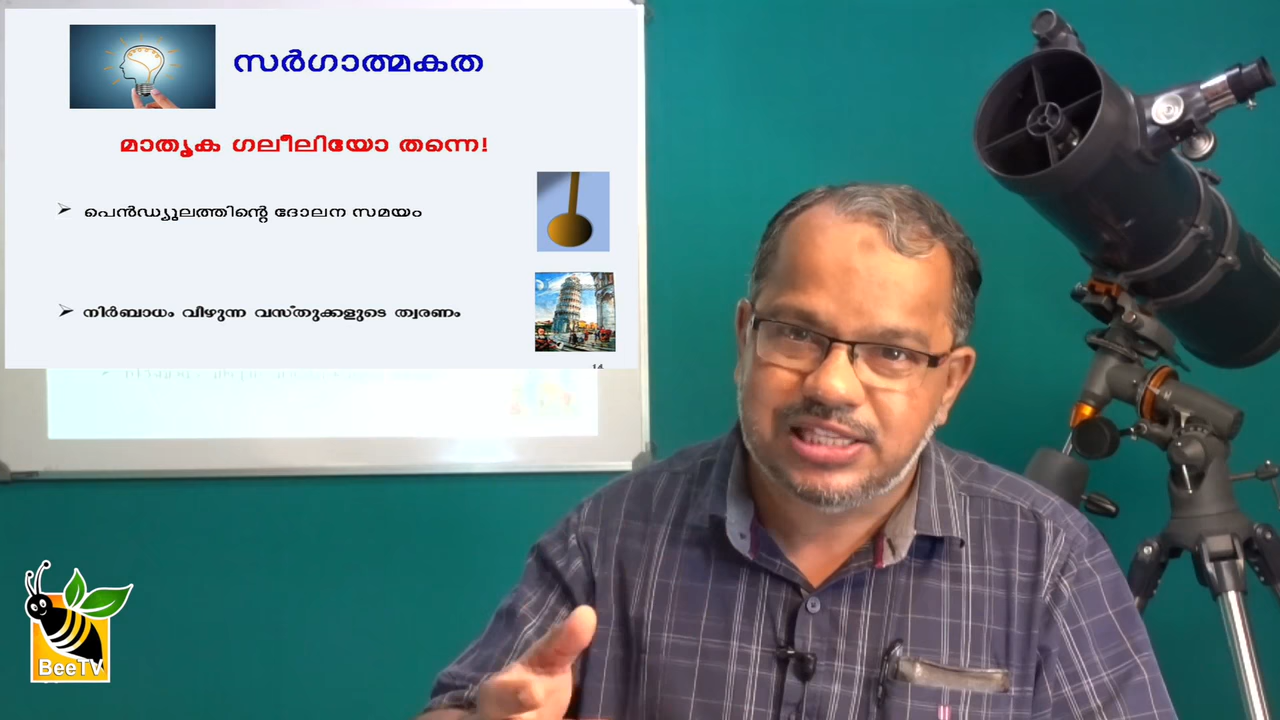 സർഗാത്മകത
മാതൃക ഗലീലിയോ തന്നെ!
➢ പെൻഡ്യൂലത്തിന്റെ ദോലന സമയം
➢ നിർബാധം വീഴുന്ന വസ്തുക്കളുടെ ത്വരണം
BeeTV